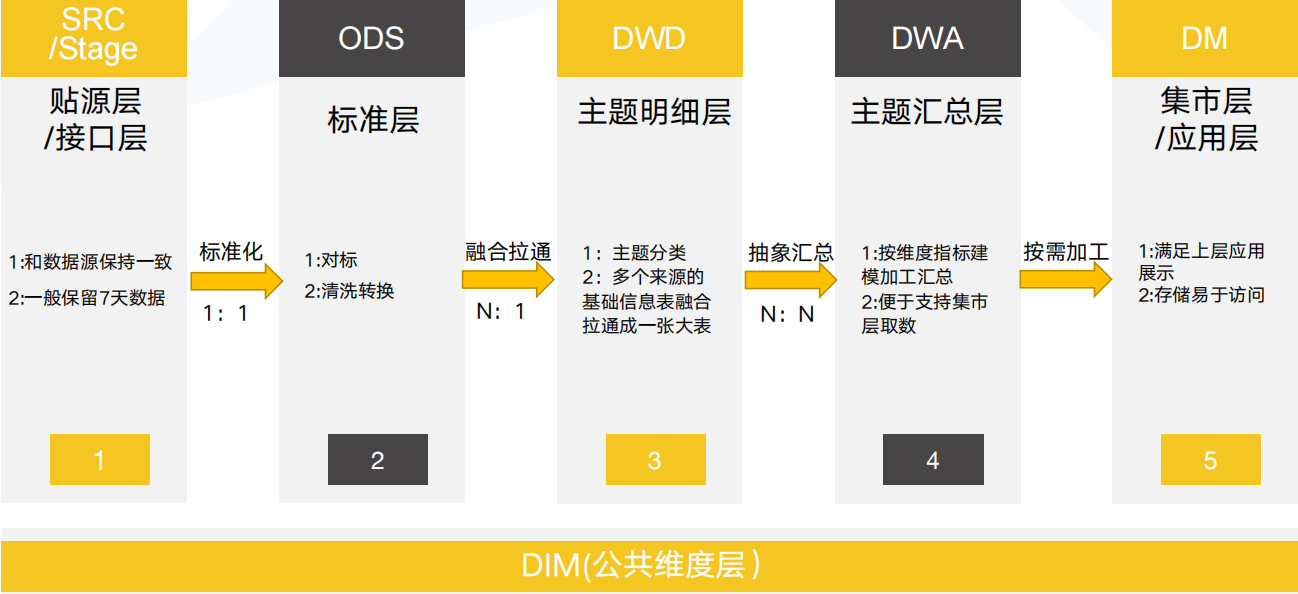 SRC
/Stage
贴源层
/接口层
1:和数据源保持一致
2:一般保留7天数据
1
标准化
1：1
ODS
标准层
1:对标
2:清洗转换
2
融合拉通
N：1
DWD
主题明细层
1：主题分类
2：多个来源的
基础信息表融合
拉通成一张大表
3
抽象汇总
N：N
DWA
主题汇总层
1:按维度指标建
模加工汇总
2:便于支持集市
层取数
4
按需加工
DM
集市层
/应用层
1:满足上层应用
展示
2:存储易于访问
5
DIM(公共维度层）